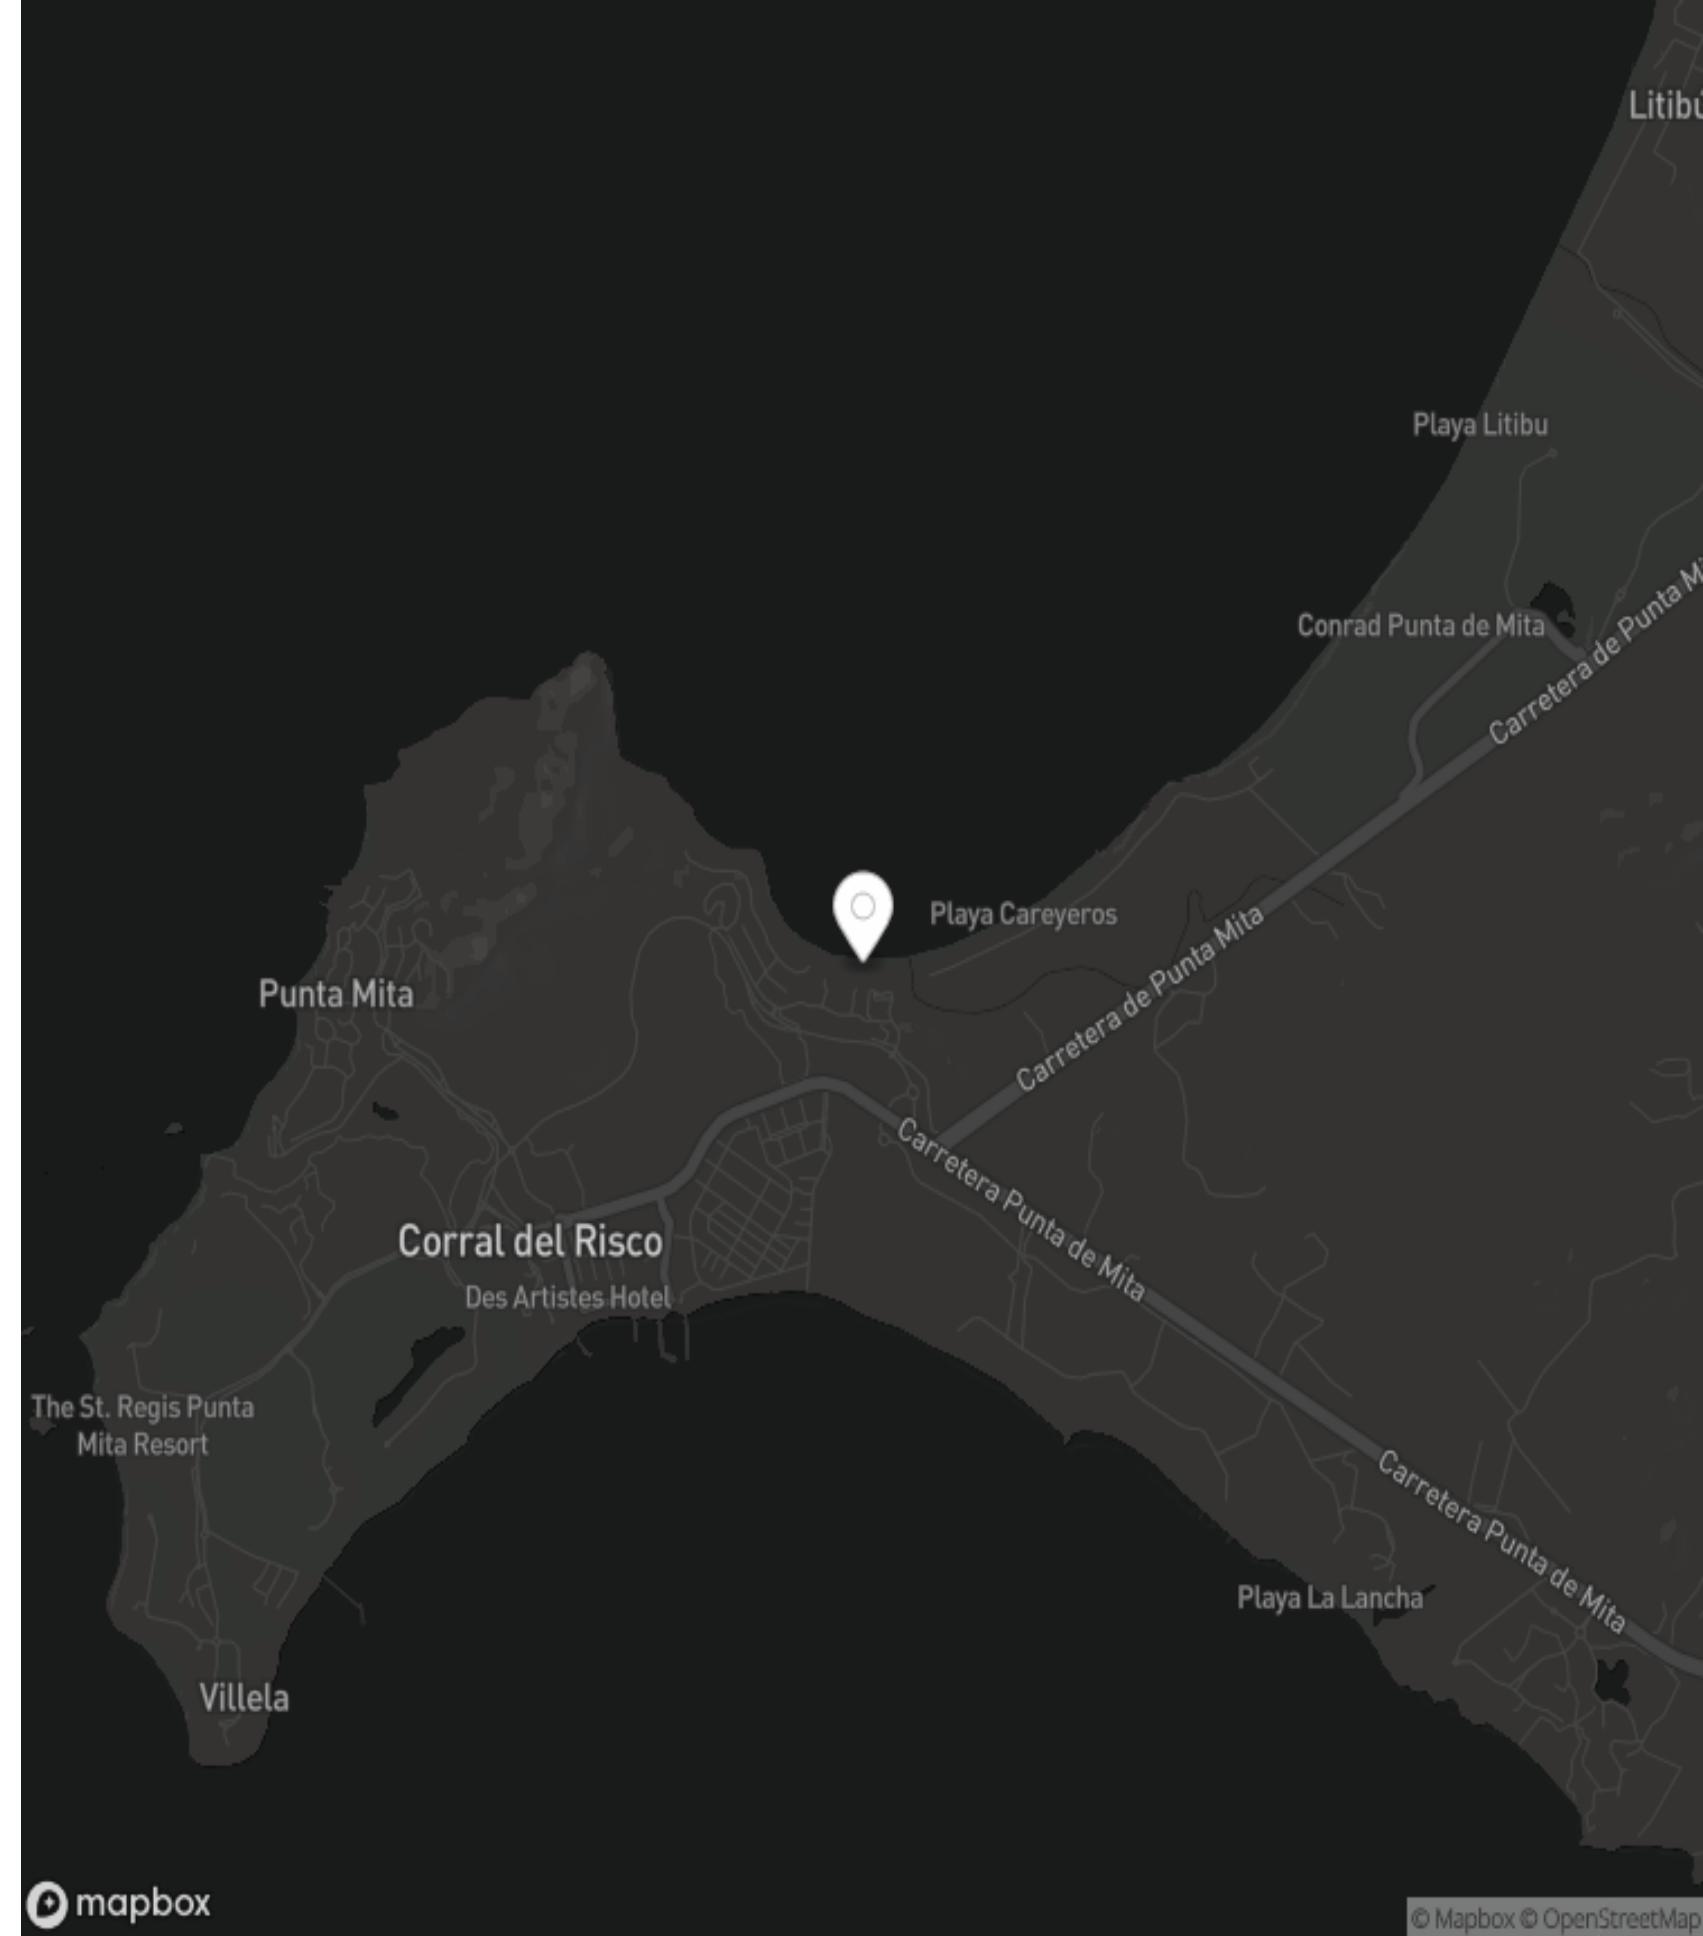 Litibú
Playa Litibu
Conrad Punta de Mita
Carretera de Punta Mi
Playa Careyeros
Carretera de Punta Mita
Punta Mita
Carretera Punta de Mita
Corral del Risco
Des Artistes Hotel
The St. Regis Punta
Mita Resort
Carretera Punta de Mita
Playa La Lancha
Villela
mapbox
© Mapbox © OpenStreetMap